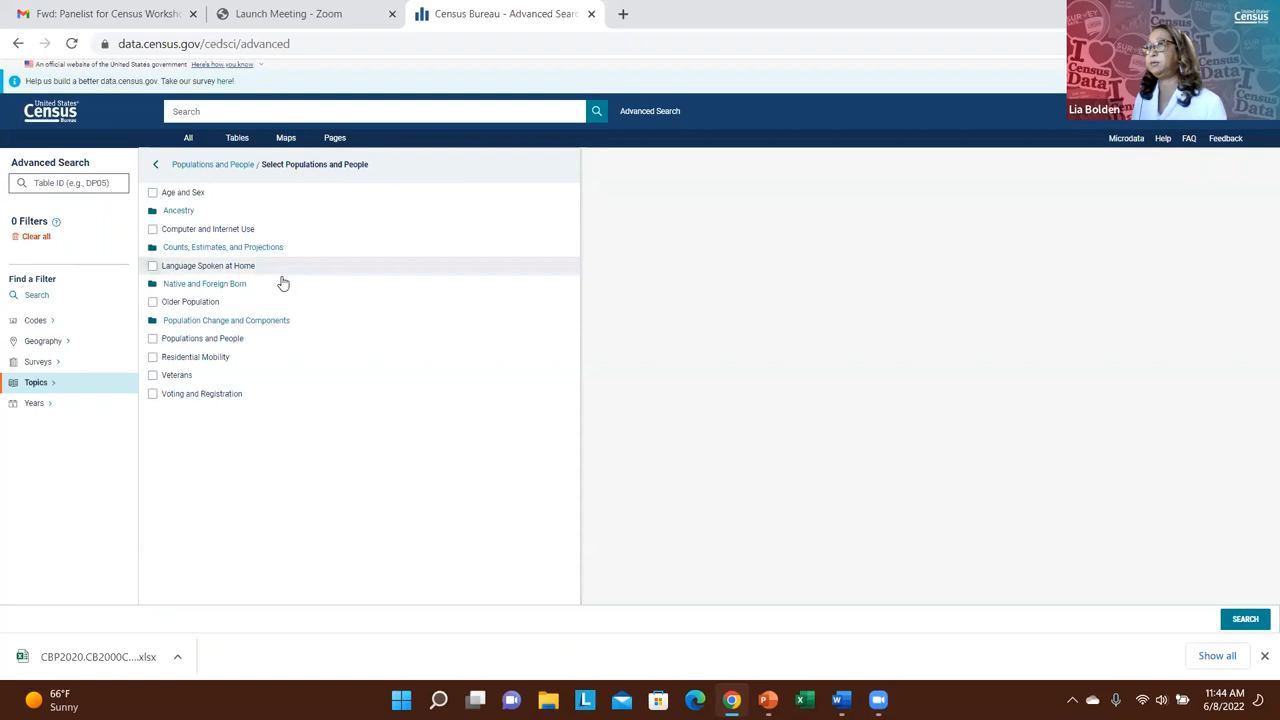 Fwd: Panelist for Census Worksh
Launch Meeting - Zoom
Census Bureau - Advanced Searc
data.census.gov/cedsci/advanced
An official website of the United States government Here's how you know
Help us build a better data.census.gov. Take our survey here!
United States®
Census
Bureau
Search
Advanced Search
All Tables Maps Pages
Microdata Help FAQ Feedback
Lia Bolden
Census
I
Census
Data
Advanced Search
Table ID (e.g., DP05)
0 Filters
Clear all
Find a Filter
Search
Codes
Geography
Surveys
Topics
Years
Populations and People / Select Populations and People
Age and Sex
Ancestry
Computer and Internet Use
Counts, Estimates, and Projections
Language Spoken at Home
Native and Foreign Born
Older Population
Population Change and Components
Populations and People
Residential Mobility
Veterans
Voting and Registration
SEARCH
CBP2020.CB2000C....xlsx
Show all
66°F
Sunny
11:44 AM
6/8/2022